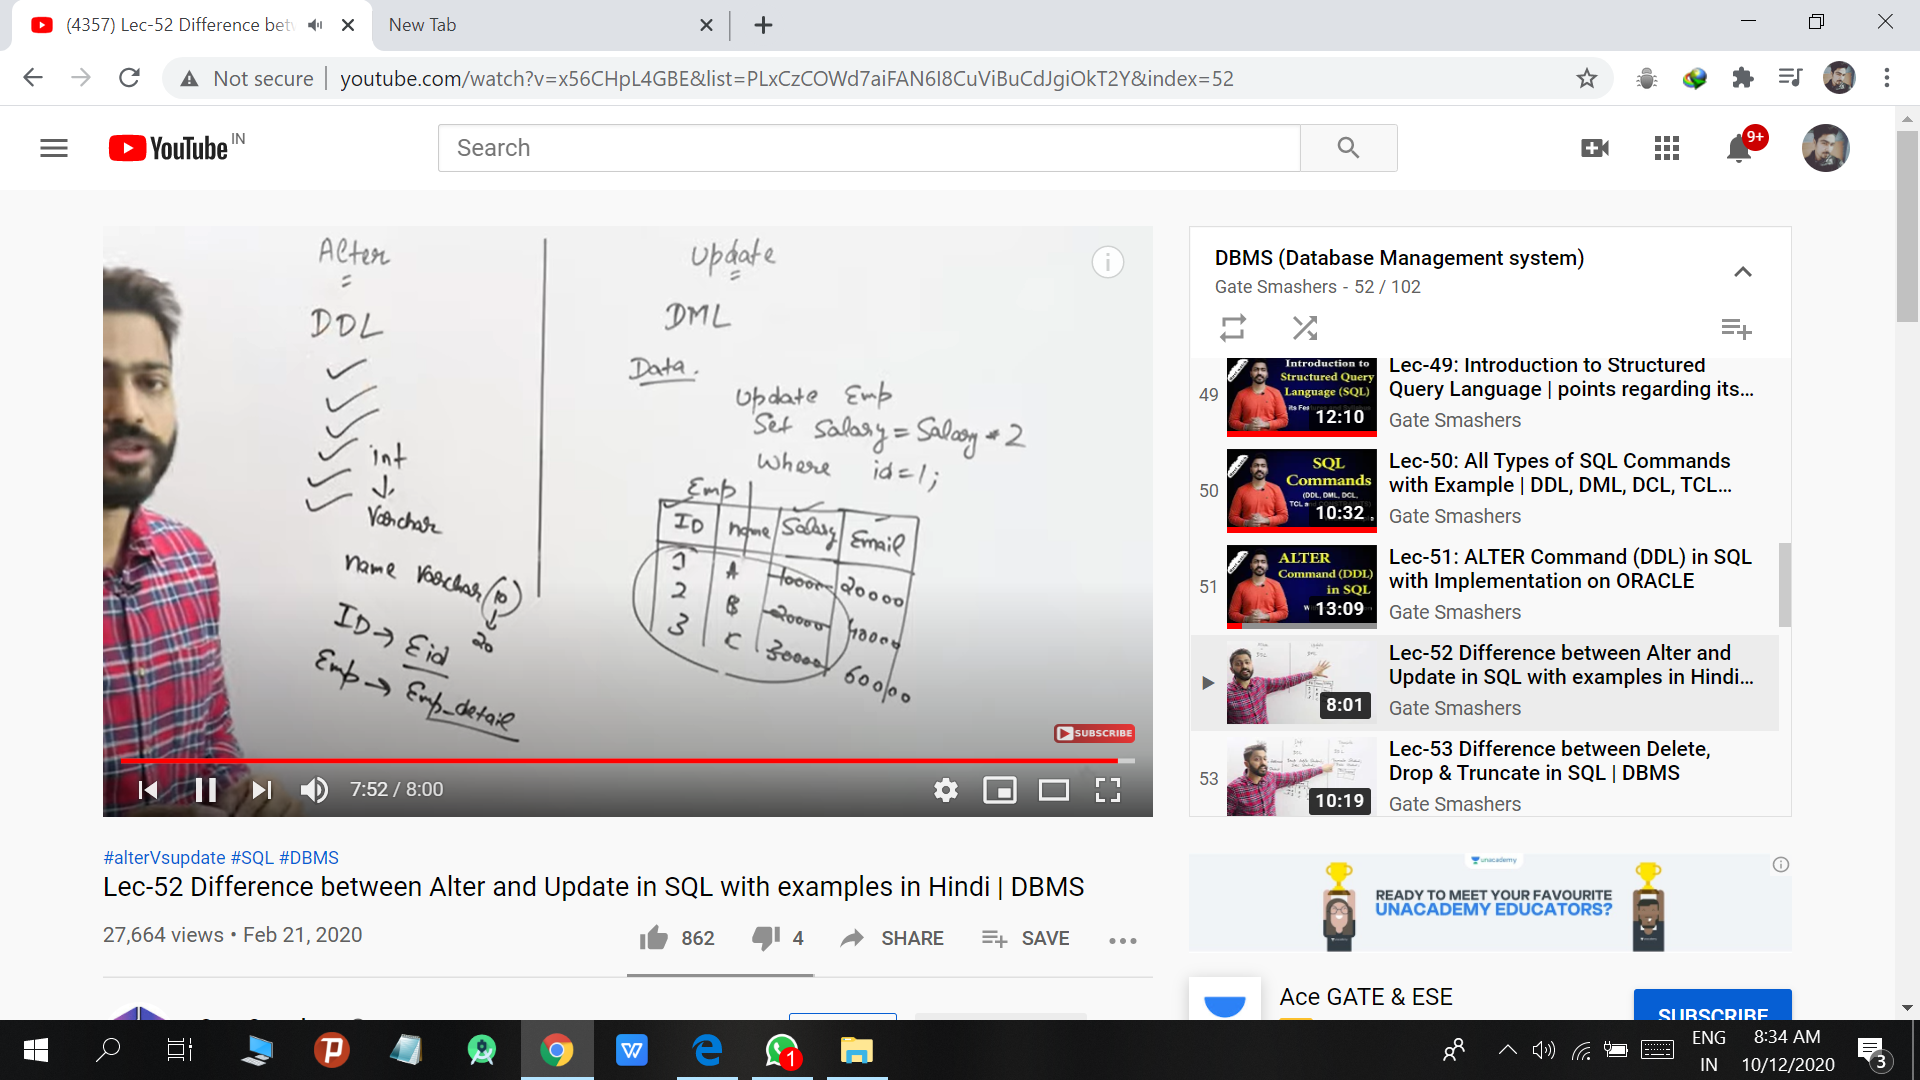 (4357) Lec-52 Difference bet
New Tab
Not secure
youtube.com/watch?v=x56CHpL4GBE&list=PLxCzCOWd7aiFAN6I8CuViBuCdJgiOkT2Y&index=52
YouTube IN
Search
9+
Alter
DDL
int
Varchar
name Varchar(10)
20
ID → Eid
Emp → Emp_detail
Update
DML
Data.
Update Emp
Set Salary = Salary * 2
Where id=1;
Emp
ID name Salary Email
1 A 10000 20000
2 B 20000 40000
3 C 30000 60000
SUBSCRIBE
7:52 / 8:00
DBMS (Database Management system)
Gate Smashers - 52 / 102
49
Introduction to
Structured Query
Language (SQL)
12:10
Lec-49: Introduction to Structured
Query Language | points regarding its...
Gate Smashers
50
SQL
Commands
(DDL, DML, DCL,
10:32
Lec-50: All Types of SQL Commands
with Example | DDL, DML, DCL, TCL...
Gate Smashers
51
ALTER
Command (DDL)
in SQL
13:09
Lec-51: ALTER Command (DDL) in SQL
with Implementation on ORACLE
Gate Smashers
8:01
Lec-52 Difference between Alter and
Update in SQL with examples in Hindi...
Gate Smashers
53
10:19
Lec-53 Difference between Delete,
Drop & Truncate in SQL | DBMS
Gate Smashers
#alterVsupdate #SQL #DBMS
Lec-52 Difference between Alter and Update in SQL with examples in Hindi | DBMS
27,664 views • Feb 21, 2020
862
4
SHARE
SAVE
unacademy
READY TO MEET YOUR FAVOURITE
UNACADEMY EDUCATORS?
Ace GATE & ESE
SUBSCRIBE
1
ENG
IN
8:34 AM
10/12/2020
3